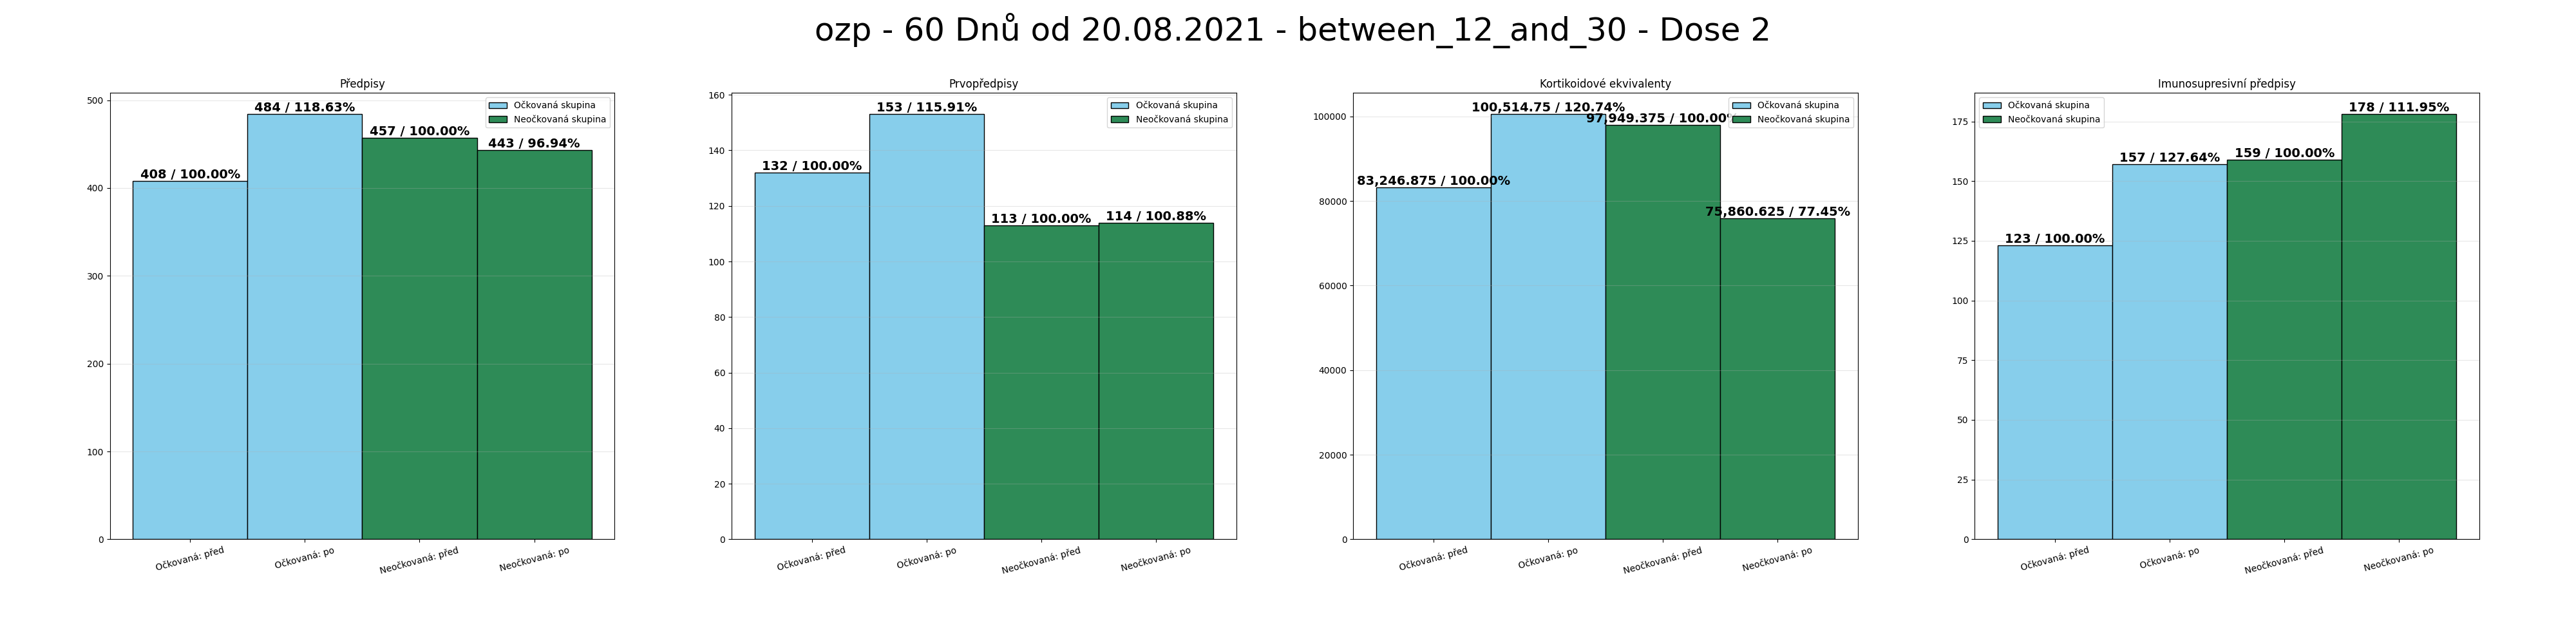 ozp - 60 Dnů od 20.08.2021 - between_12_and_30 - Dose 2
Předpisy
500
400
300
200
100
0
408 / 100.00%
484 / 118.63%
457 / 100.00%
443 / 96.94%
Očkovaná skupina
Neočkovaná skupina
Očkovaná: před
Očkovaná: po
Neočkovaná: před
Neočkovaná: po
Prvopředpisy
160
140
120
100
80
60
40
20
0
132 / 100.00%
153 / 115.91%
113 / 100.00%
114 / 100.88%
Očkovaná skupina
Neočkovaná skupina
Očkovaná: před
Očkovaná: po
Neočkovaná: před
Neočkovaná: po
Kortikoidové ekvivalenty
100000
80000
60000
40000
20000
0
83,246.875 / 100.00%
100,514.75 / 120.74%
97,949.375 / 100.00
75,860.625 / 77.45%
Očkovaná skupina
Neočkovaná skupina
Očkovaná: před
Očkovaná: po
Neočkovaná: před
Neočkovaná: po
Imunosupresivní předpisy
175
150
125
100
75
50
25
0
123 / 100.00%
157 / 127.64%
159 / 100.00%
178 / 111.95%
Očkovaná skupina
Neočkovaná skupina
Očkovaná: před
Očkovaná: po
Neočkovaná: před
Neočkovaná: po